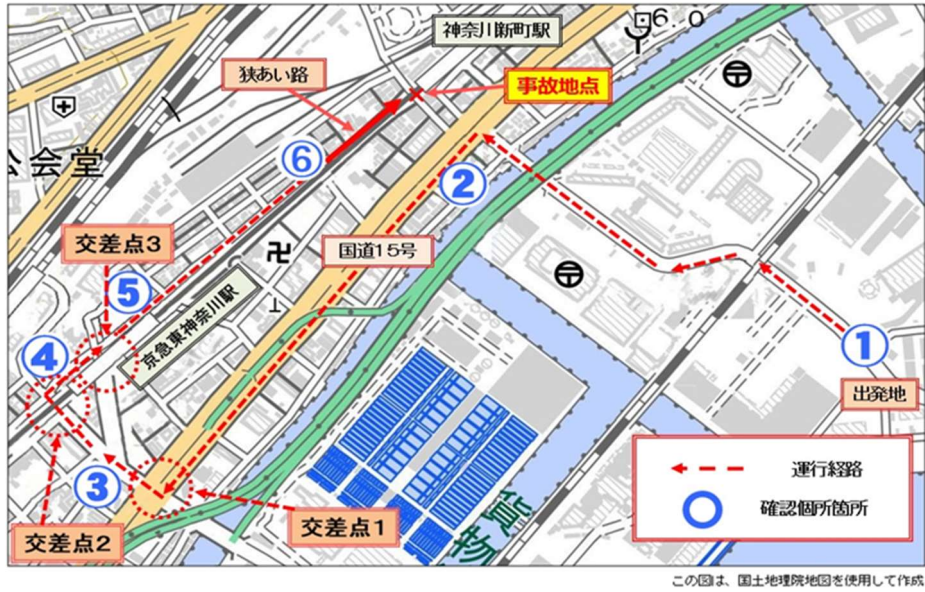 神奈川新町駅
6.0
狭あい路
事故地点
公会堂
⑥
②
交差点3
国道15号
⑤
京急東神奈川駅
④
①
出発地
③
交差点1
交差点2
貨物
運行経路
確認個所箇所
この図は、国土地理院地図を使用して作成